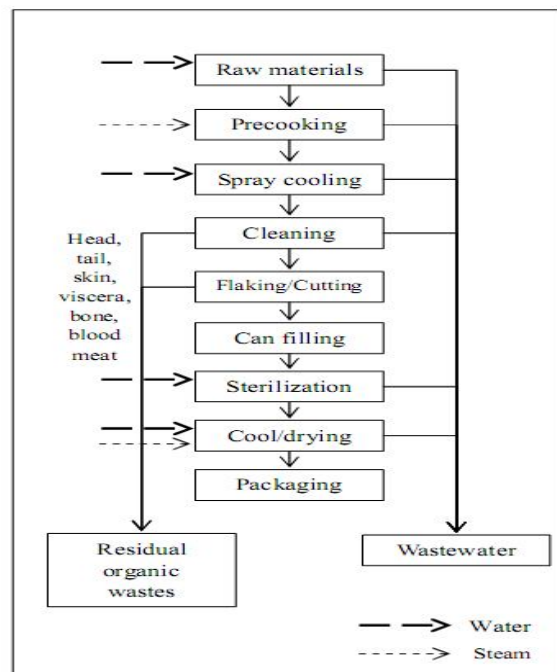 Raw materials
Precooking
Spray cooling
Cleaning
Head,
tail,
skin,
viscera,
bone,
blood
meat
Flaking/Cutting
Can filling
Sterilization
Cool/drying
Packaging
Residual
organic
wastes
Wastewater
Water
Steam